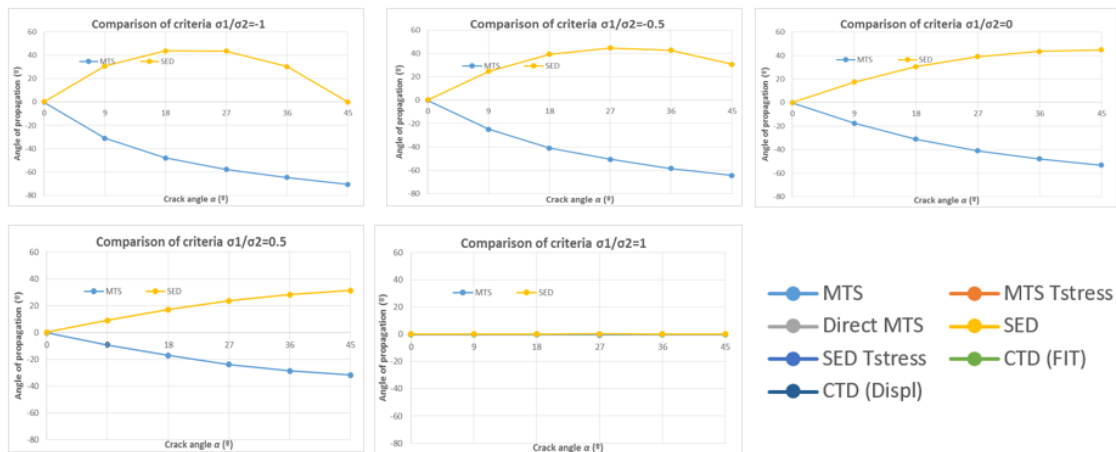 Comparison of criteria σ1/σ2=-1
60
40
20
0
-20
-40
-60
-80
Angle of propagation (º)
MTS SED
0 9 18 27 36 45
Crack angle α (º)
Comparison of criteria σ1/σ2=-0.5
60
40
20
0
-20
-40
-60
-80
Angle of propagation (º)
MTS SED
0 9 18 27 36 45
Crack angle α (º)
Comparison of criteria σ1/σ2=0
60
40
20
0
-20
-40
-60
-80
Angle of propagation (º)
MTS SED
0 9 18 27 36 45
Crack angle α (º)
Comparison of criteria σ1/σ2=0.5
60
40
20
0
-20
-40
-60
-80
Angle of propagation (º)
MTS SED
0 9 18 27 36 45
Crack angle α (º)
Comparison of criteria σ1/σ2=1
60
40
20
0
-20
-40
-60
-80
Angle of propagation (º)
MTS SED
0 9 18 27 36 45
Crack angle α (º)
MTS MTS Tstress
Direct MTS SED
SED Tstress CTD (FIT)
CTD (Displ)